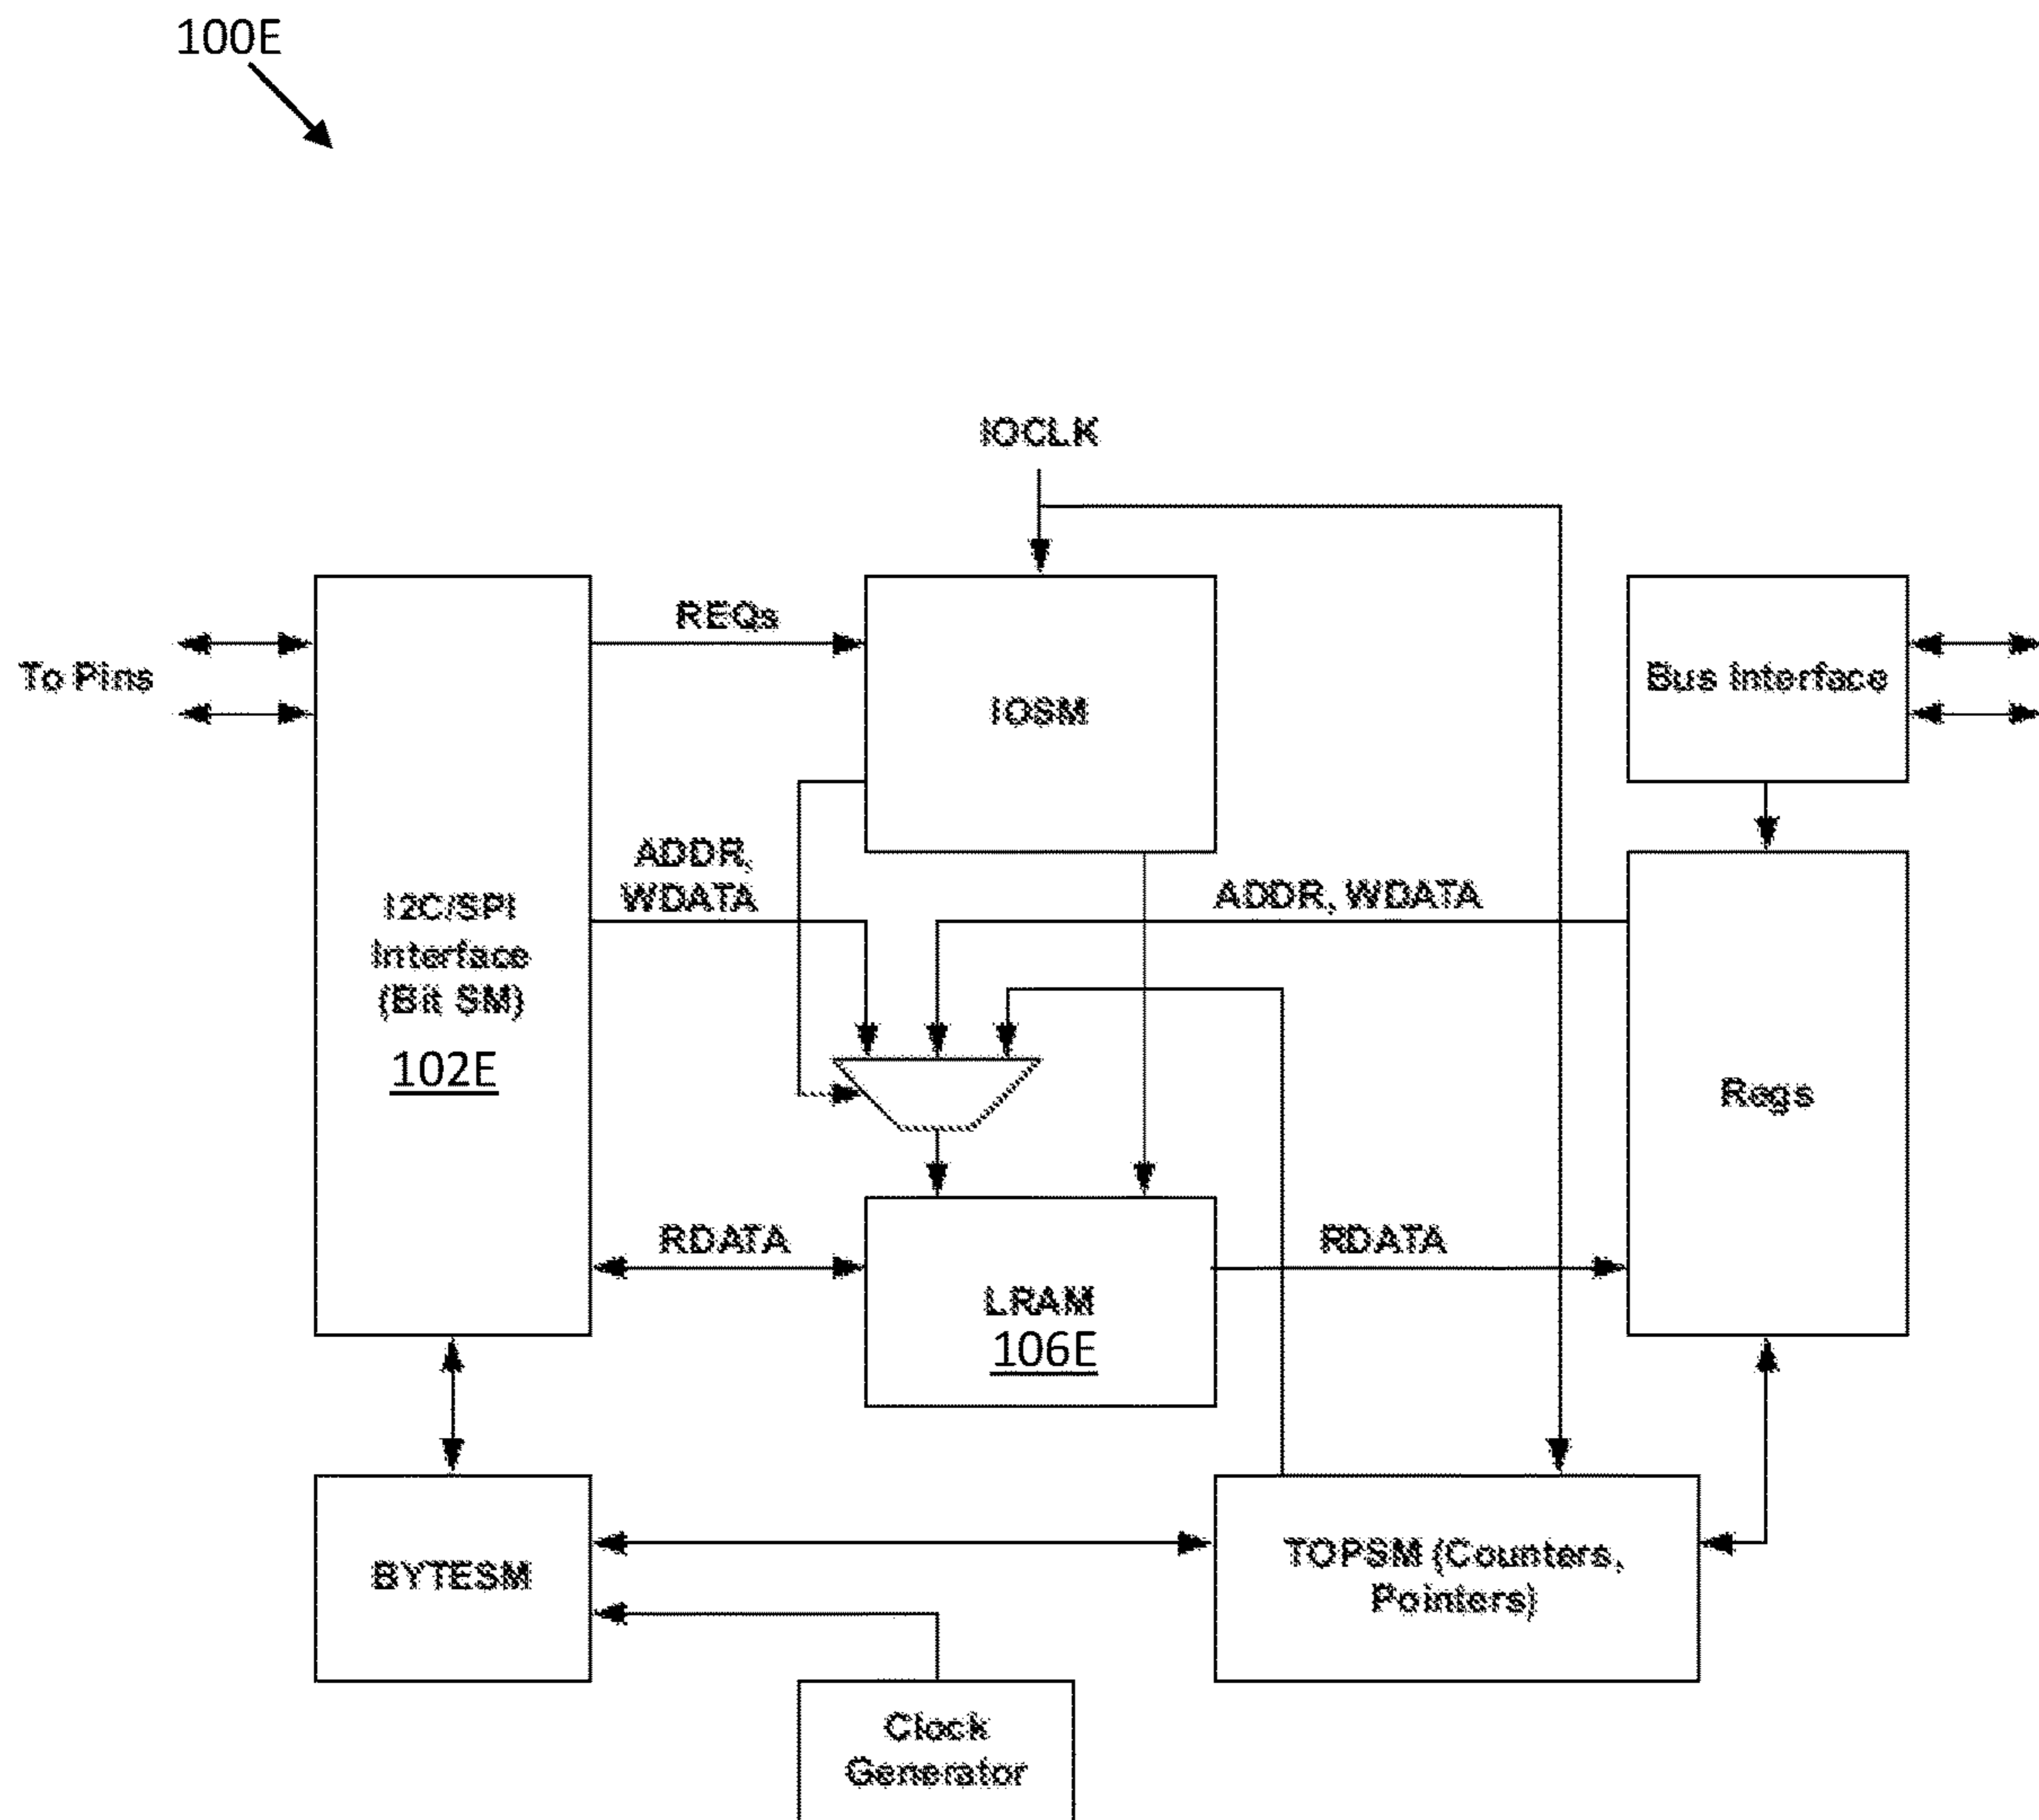 100E
IOCLK
REQs
To Pins
IOSM
Bus Interface
ADDR,
WDATA
ADDR, WDATA
I2C/SPI
Interface
(Bit SM)
102E
Regs
RDATA
RDATA
LRAM
106E
BYTESM
TOPSM (Counters,
Pointers)
Clock
Generator